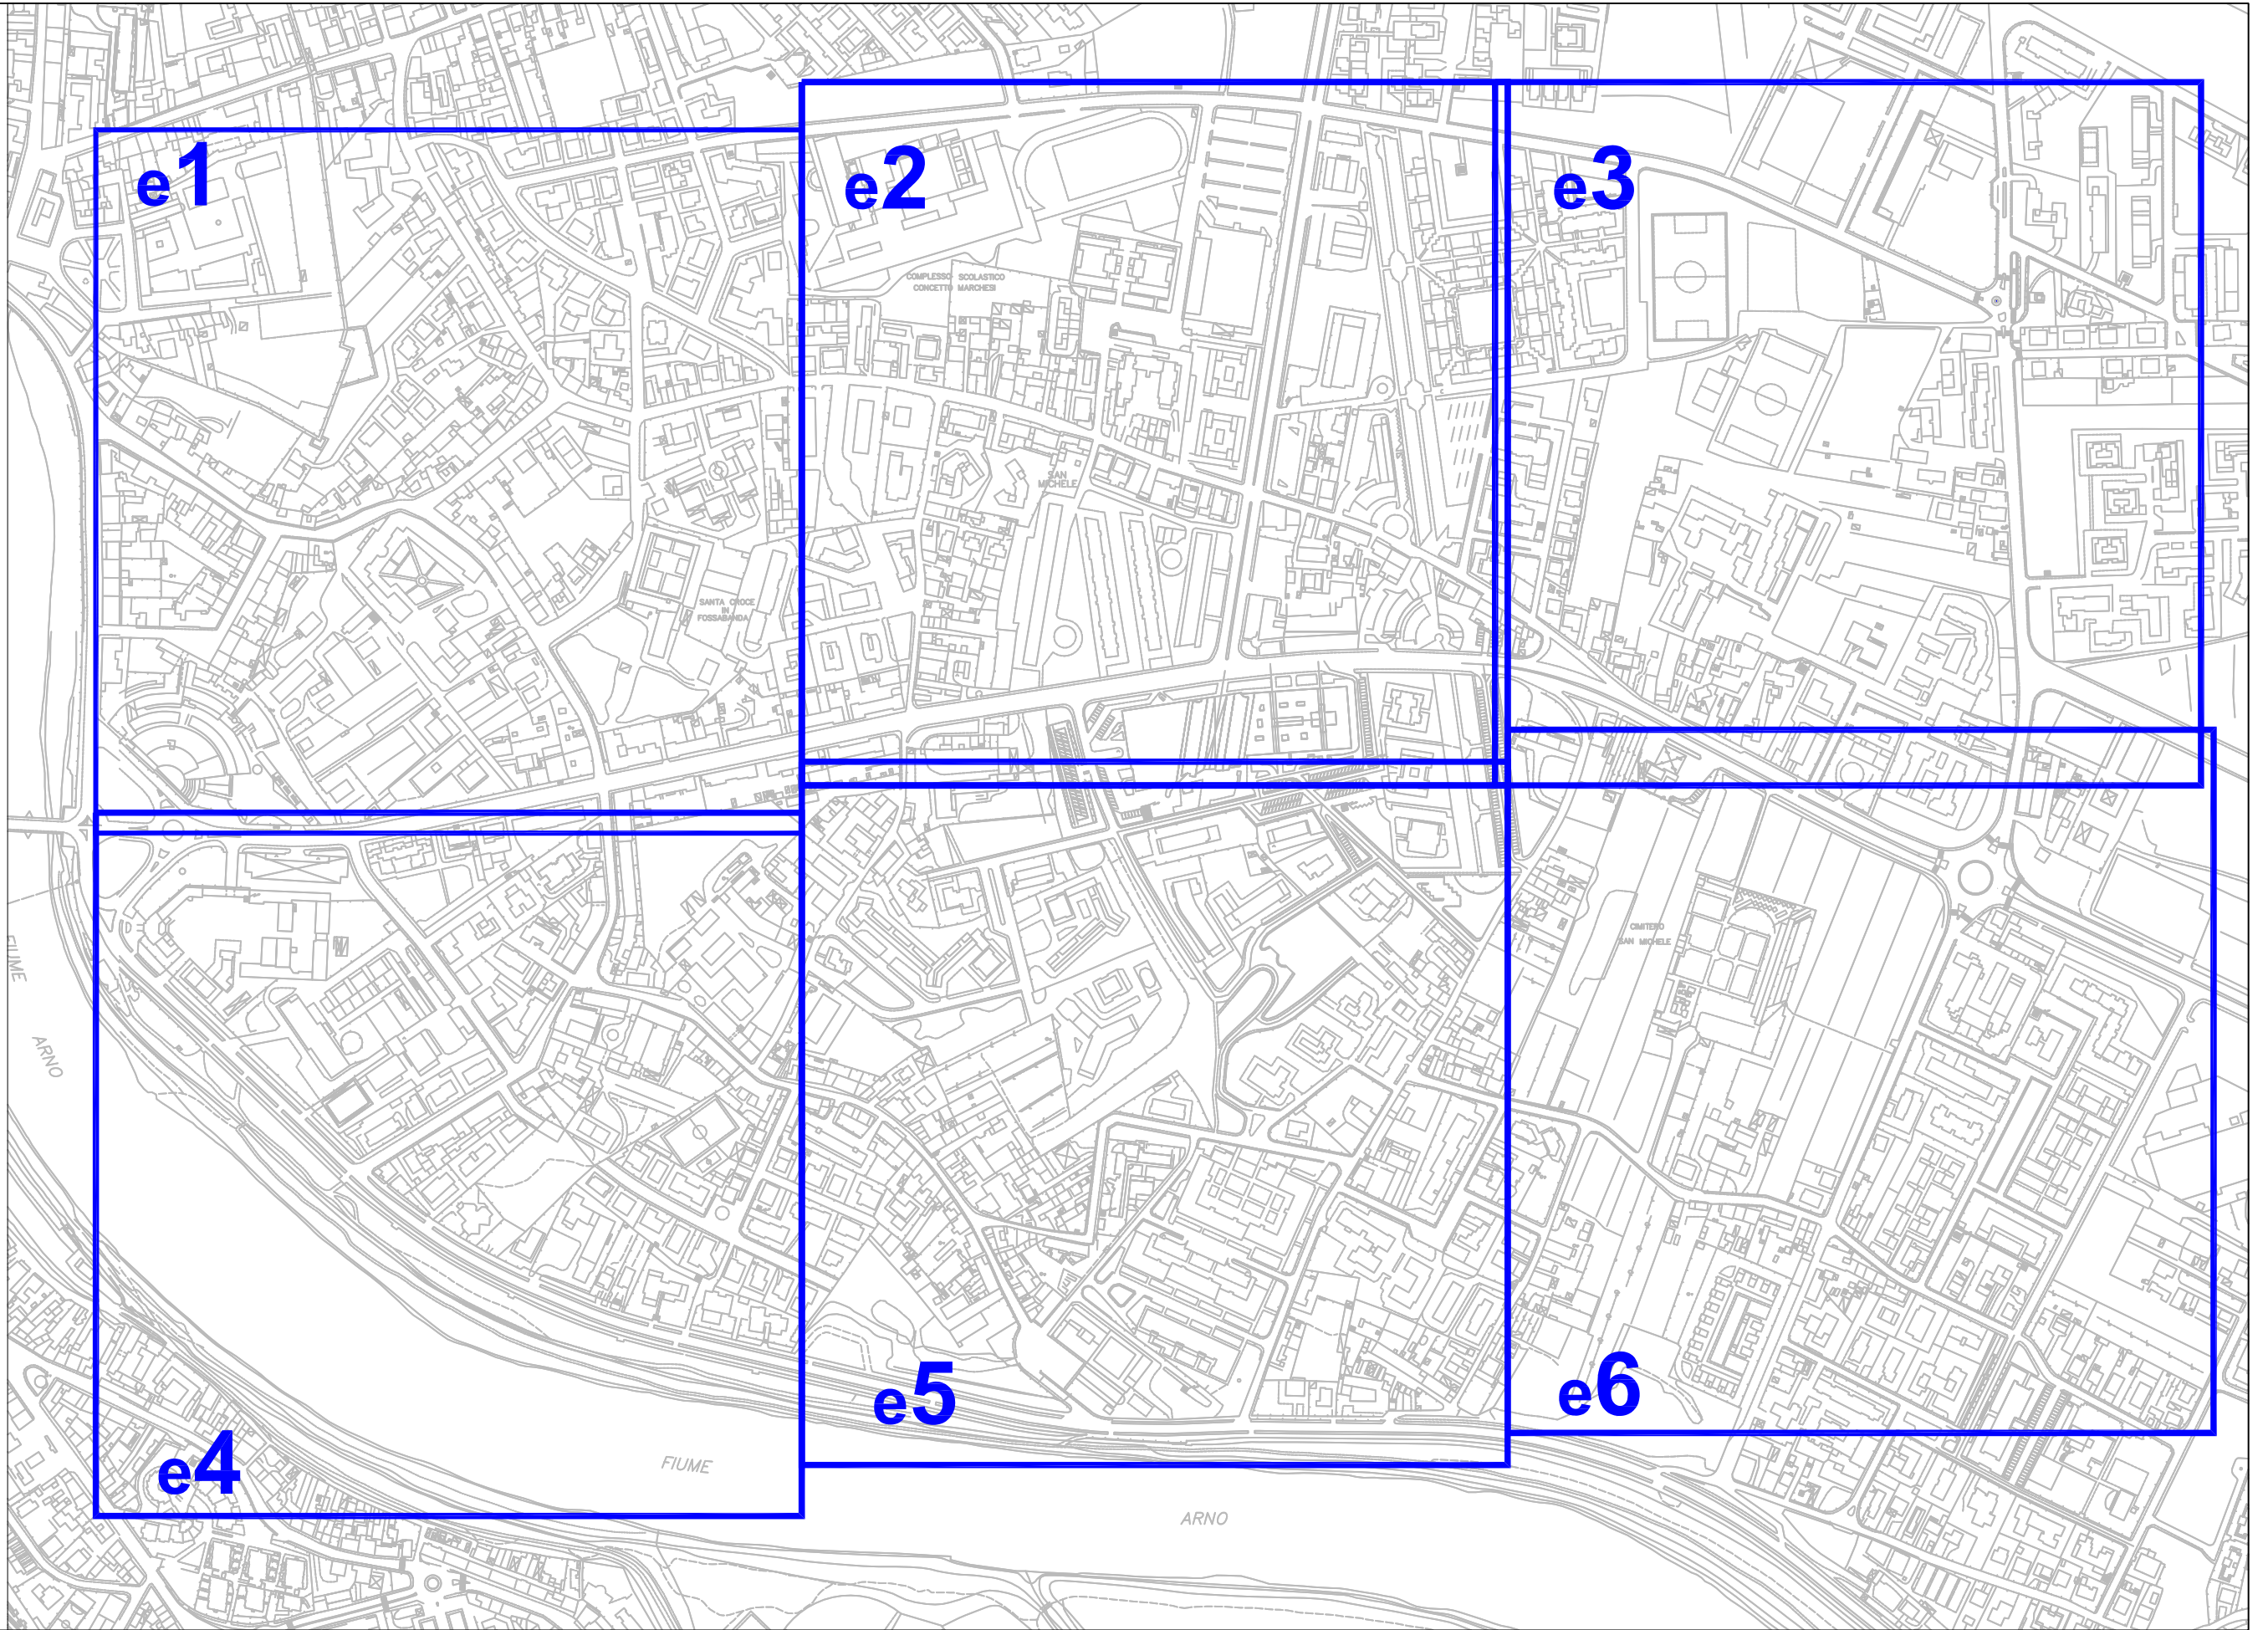 e1
e2
e3
COMPLESSO SCOLASTICO
CONCETTO MARCHESI
SAN
MICHELE
SANTA CROCE
IN
FOSSABANDA
CIMITERO
SAN MICHELE
FIUME
ARNO
e4
e5
e6
FIUME
ARNO